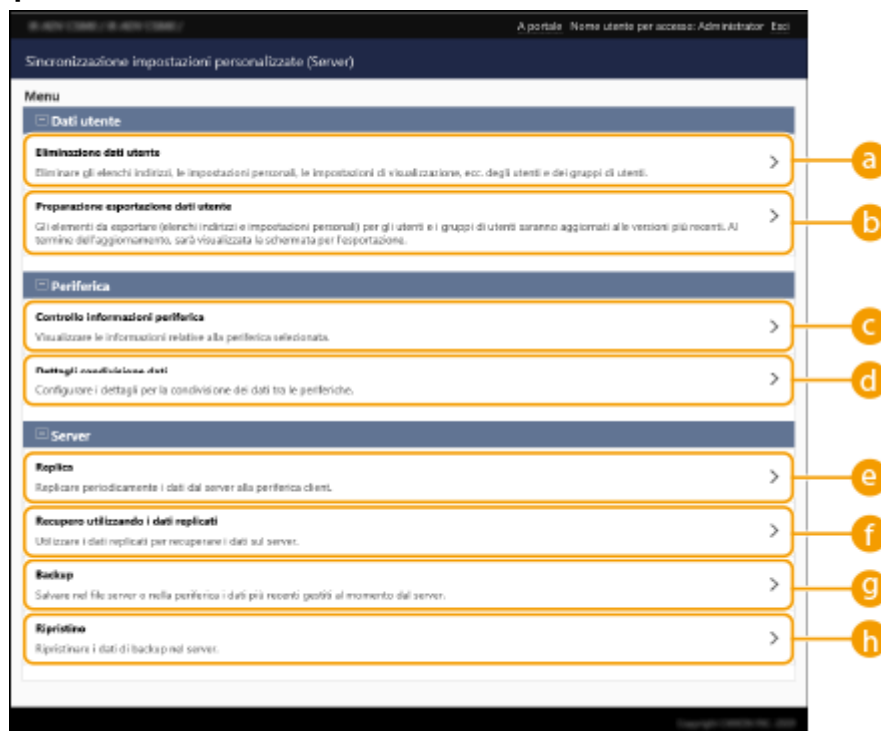 A portale Nome utente per accesso: Administrator Esci
Sincronizzazione impostazioni personalizzate (Server)
Menu
Dati utente
Eliminazione dati utente
Eliminare gli elenchi indirizzi, le impostazioni personali, le impostazioni di visualizzazione, ecc. degli utenti e dei gruppi di utenti.
a
Preparazione esportazione dati utente
Gli elementi da esportare (elenchi indirizzi e impostazioni personali) per gli utenti e i gruppi di utenti saranno aggiornati alle versioni più recenti. Al
termine dell'aggiornamento, sarà visualizzata la schermata per l'esportazione.
b
Periferica
Controllo informazioni periferica
Visualizzare le informazioni relative alla periferica selezionata.
c
Dettagli condivisione dati
Configurare i dettagli per la condivisione dei dati tra le periferiche.
d
Server
Replica
Replicare periodicamente i dati dal server alla periferica client.
e
Recupero utilizzando i dati replicati
Utilizzare i dati replicati per recuperare i dati sul server.
f
Backup
Salvare nel file server o nella periferica i dati più recenti gestiti al momento dal server.
g
Ripristino
Ripristinare i dati di backup nel server.
h